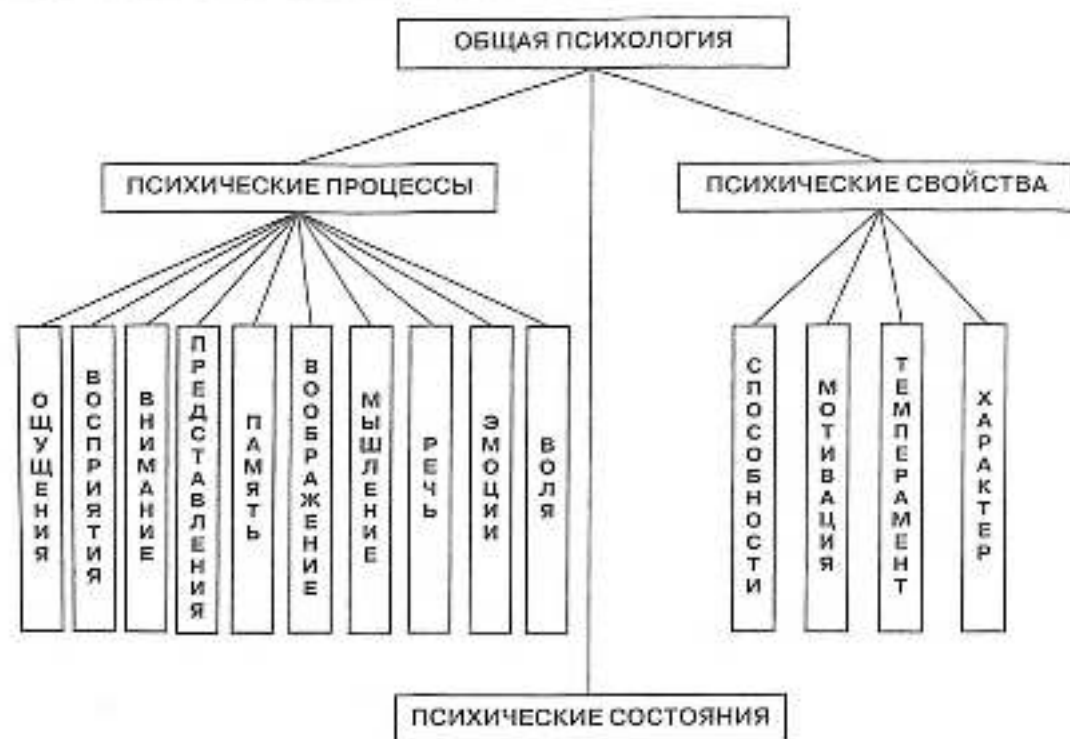 ОБЩАЯ ПСИХОЛОГИЯ
ПСИХИЧЕСКИЕ ПРОЦЕССЫ
ПСИХИЧЕСКИЕ СВОЙСТВА
ОЩУЩЕНИЯ
ВОСПРИЯТИЯ
ВНИМАНИЕ
ПРЕДСТАВЛЕНИЯ
ПАМЯТЬ
ВООБРАЖЕНИЕ
МЫШЛЕНИЕ
РЕЧЬ
ЭМОЦИИ
ВОЛЯ
СПОСОБНОСТИ
МОТИВАЦИЯ
ТЕМПЕРАМЕНТ
ХАРАКТЕР
ПСИХИЧЕСКИЕ СОСТОЯНИЯ